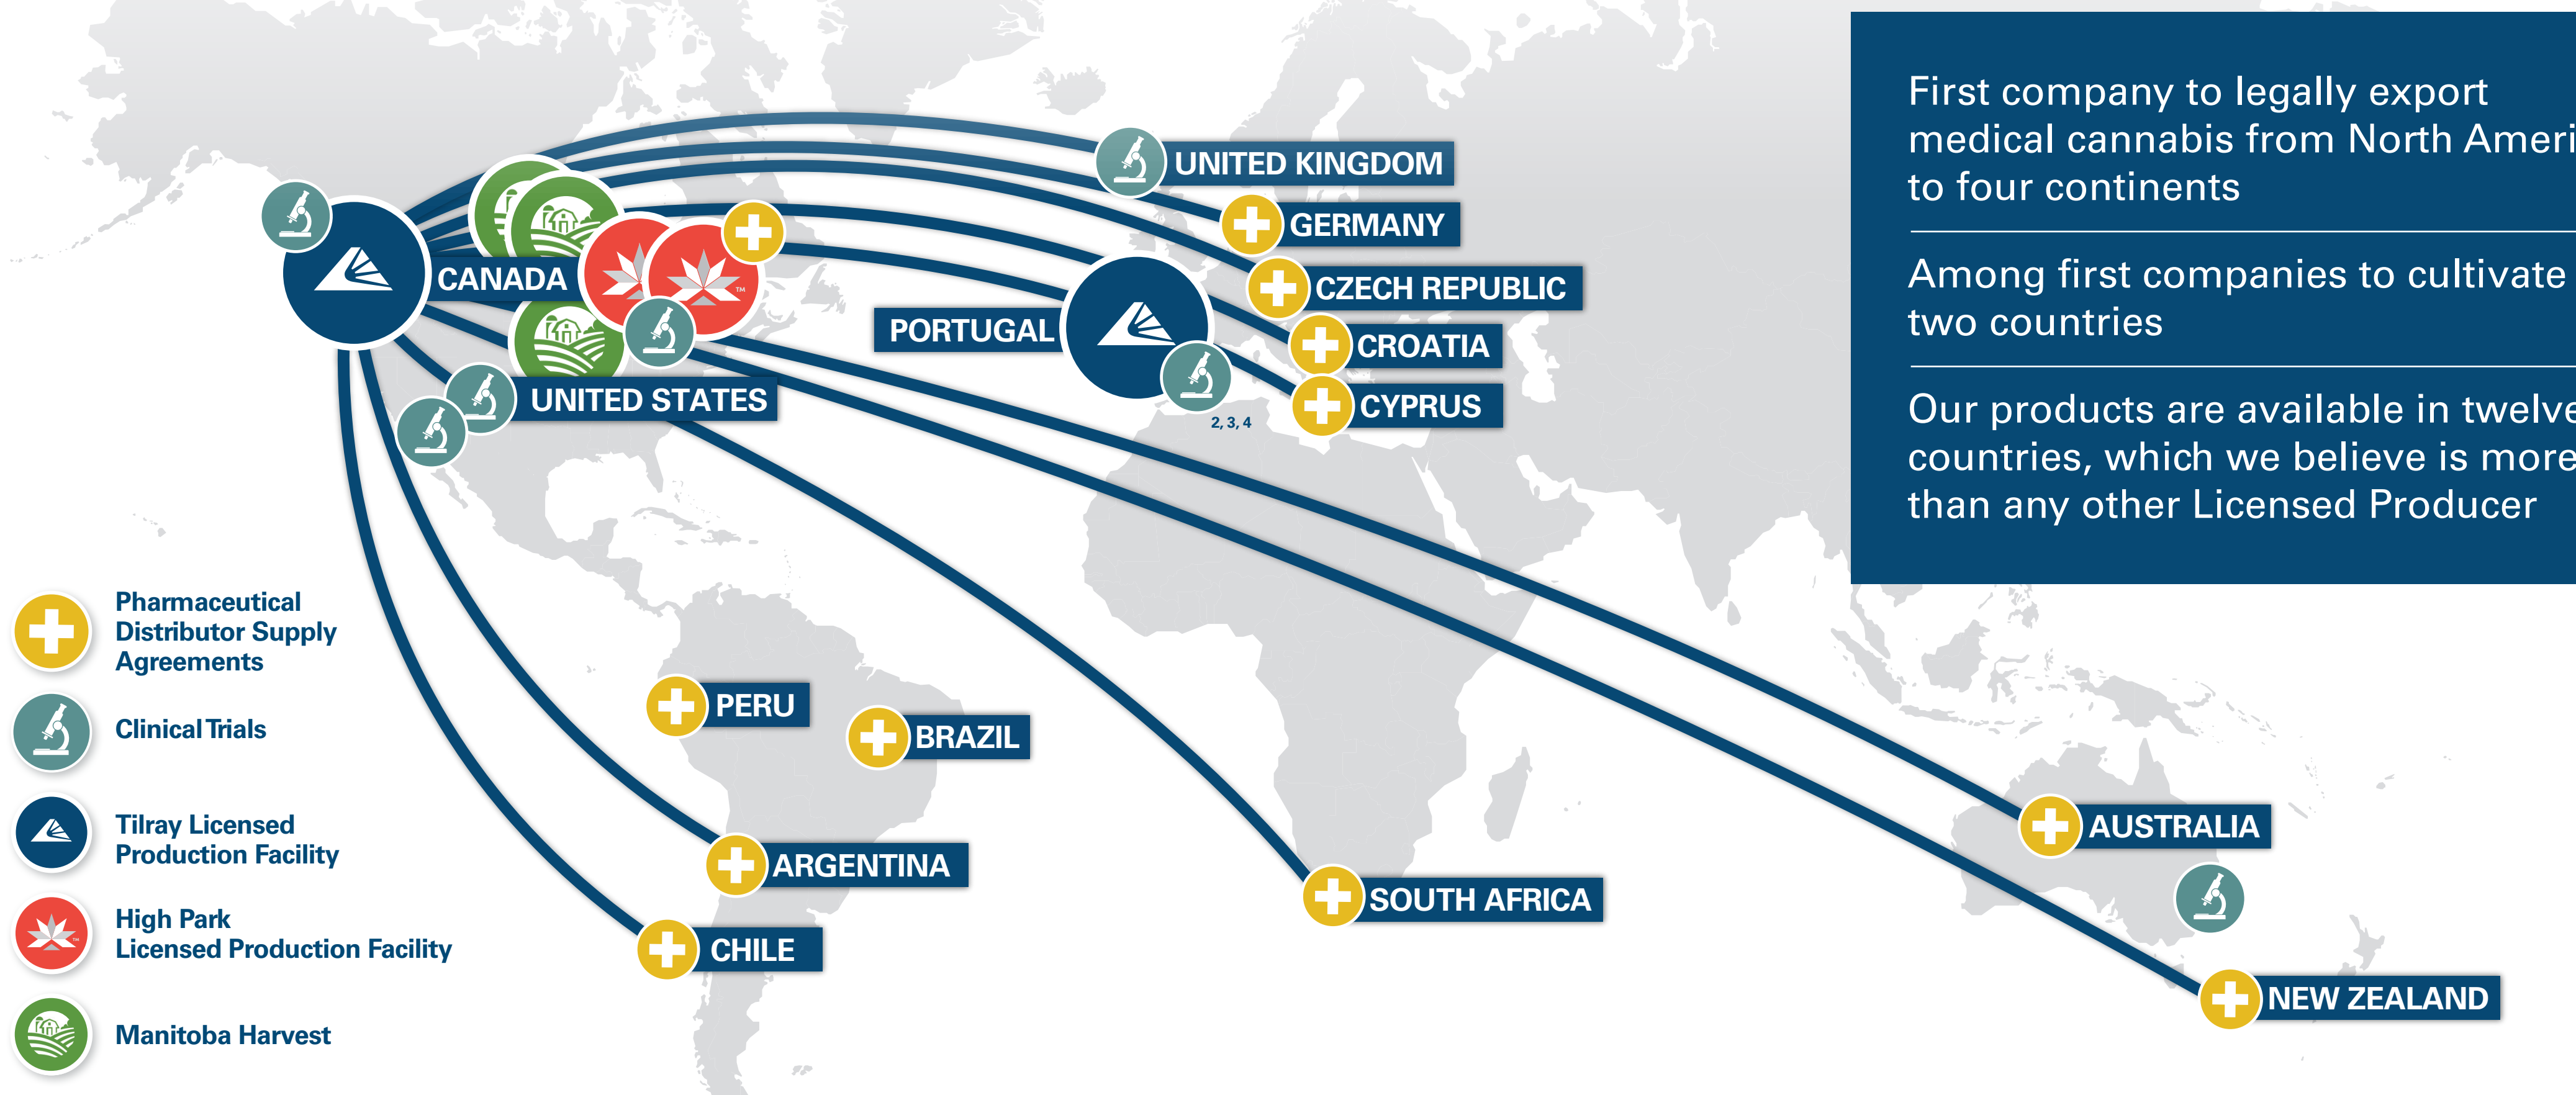 First company to legally export
medical cannabis from North Ameri
to four continents
Among first companies to cultivate
two countries
Our products are available in twelve
countries, which we believe is more
than any other Licensed Producer
UNITED KINGDOM
GERMANY
CANADA
CZECH REPUBLIC
PORTUGAL
CROATIA
UNITED STATES
CYPRUS
2, 3, 4
PERU
BRAZIL
ARGENTINA
CHILE
SOUTH AFRICA
AUSTRALIA
NEW ZEALAND
Pharmaceutical
Distributor Supply
Agreements
Clinical Trials
Tilray Licensed
Production Facility
High Park
Licensed Production Facility
Manitoba Harvest
TM